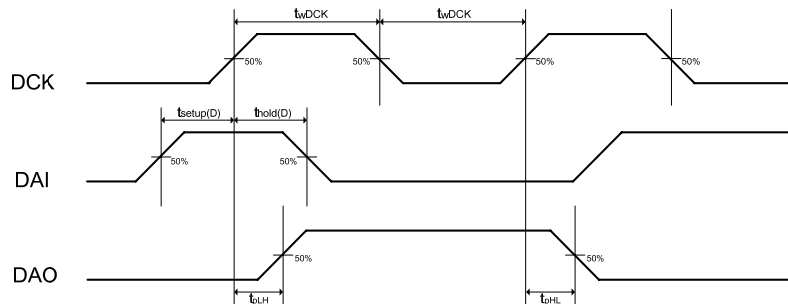 twDCK twDCK
50% 50% 50% 50%
DCK
tsetup(D) thold(D)
50% 50%
DAI
50% 50%
DAO
tpLH tpHL